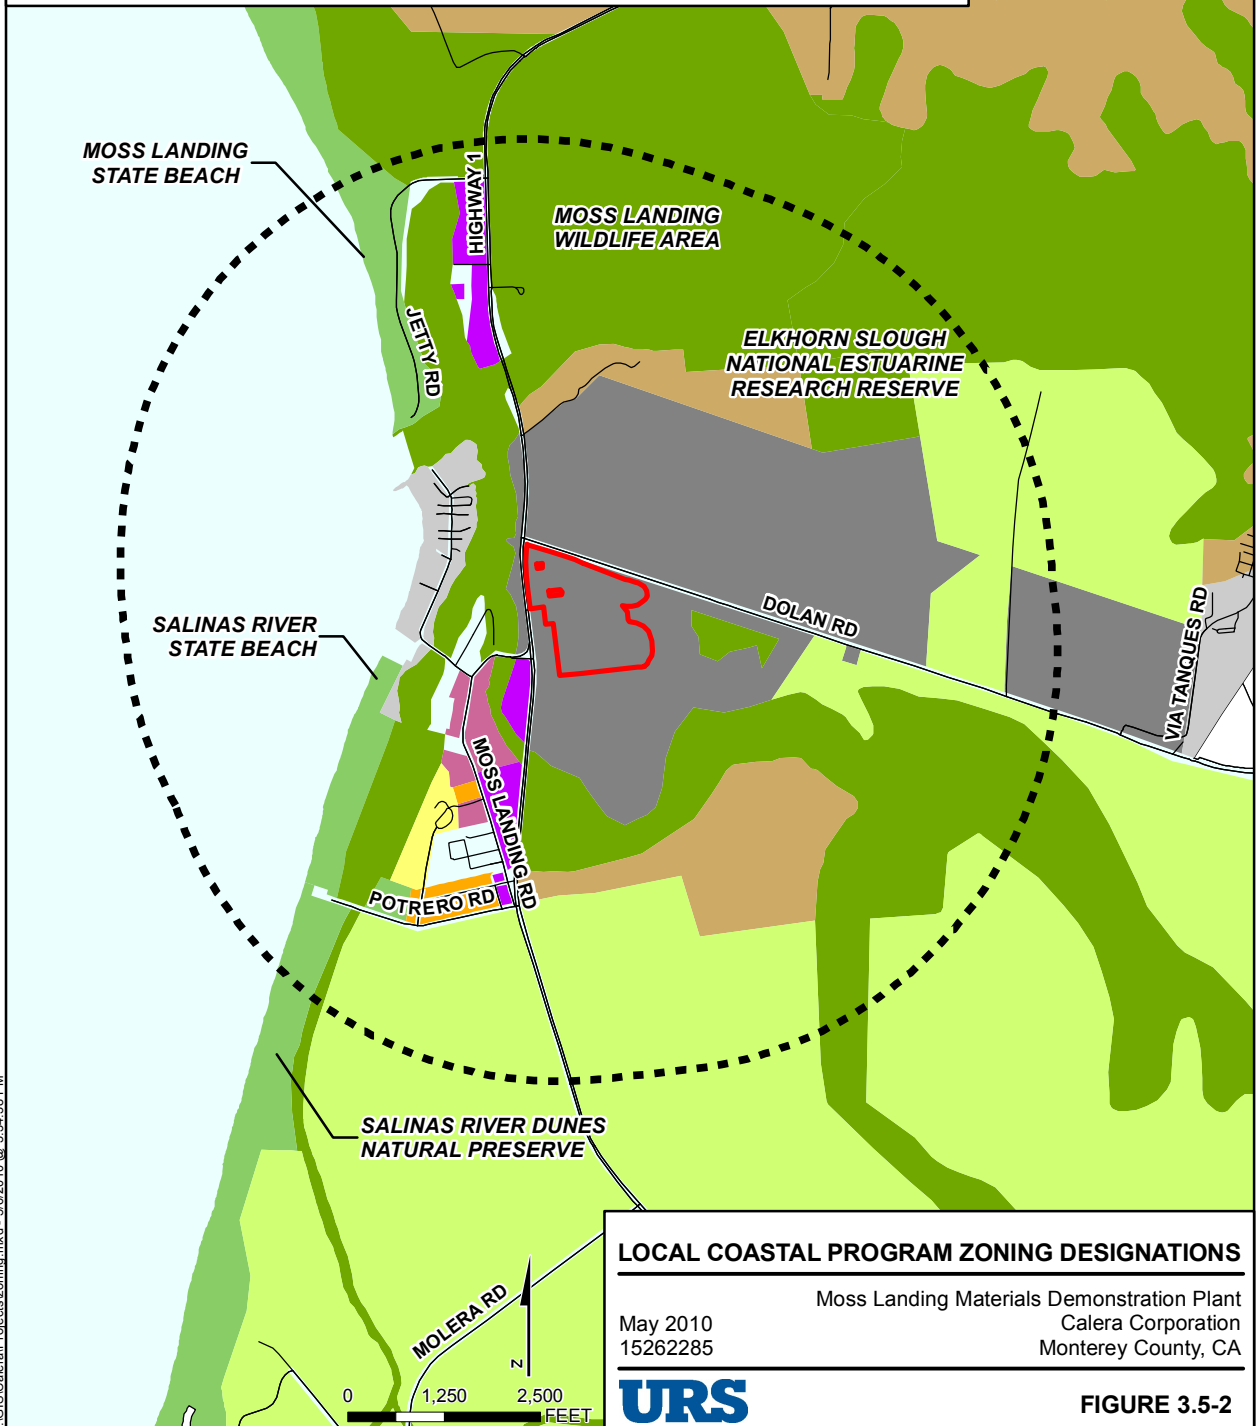 MOSS LANDING
STATE BEACH
HIGHWAY 1
MOSS LANDING
WILDLIFE AREA
JETTY RD
ELKHORN SLOUGH
NATIONAL ESTUARINE
RESEARCH RESERVE
SALINAS RIVER
STATE BEACH
DOLAN RD
VIA TANQUES RD
MOSS LANDING RD
POTRERO RD
SALINAS RIVER DUNES
NATURAL PRESERVE
MOLERA RD
N
0 1,250 2,500
FEET
LOCAL COASTAL PROGRAM ZONING DESIGNATIONS
Moss Landing Materials Demonstration Plant
May 2010 Calera Corporation
15262285 Monterey County, CA
URS
FIGURE 3.5-2